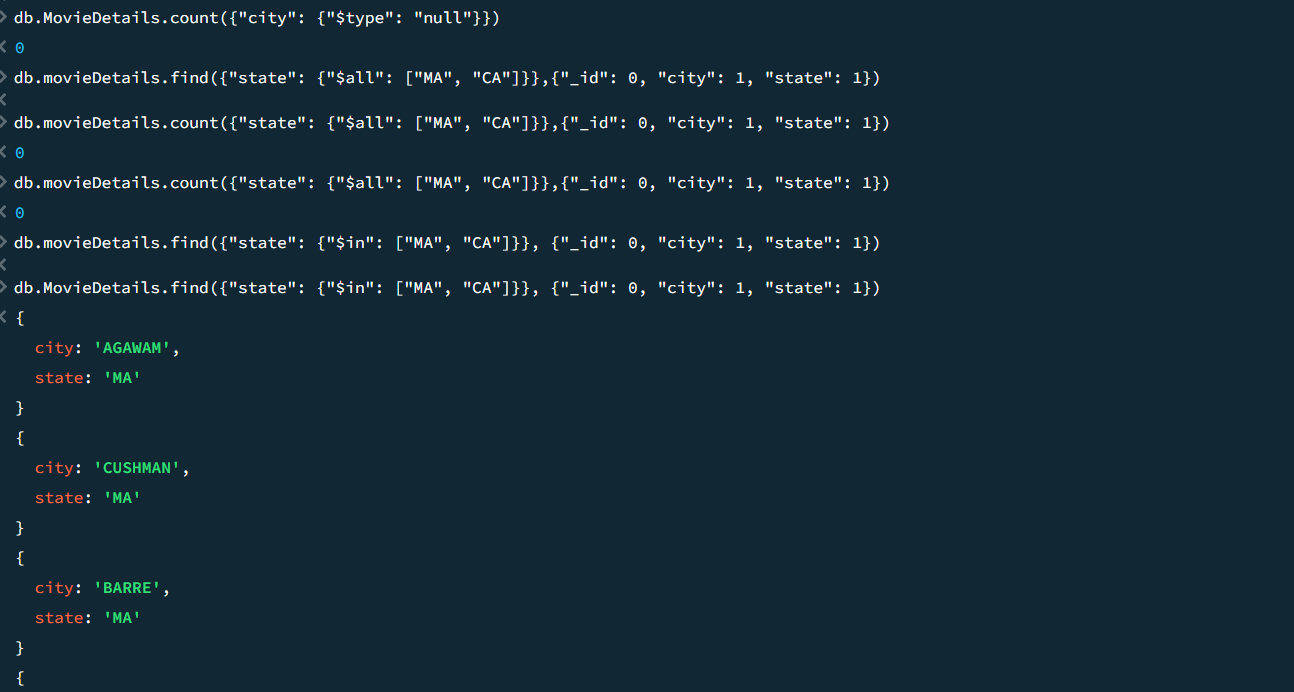 > db.MovieDetails.count({"city": {"$type": "null"}})
< 0
> db.movieDetails.find({"state": {"$all": ["MA", "CA"]}},{"_id": 0, "city": 1, "state": 1})
<
> db.movieDetails.count({"state": {"$all": ["MA", "CA"]}},{"_id": 0, "city": 1, "state": 1})
< 0
> db.movieDetails.count({"state": {"$all": ["MA", "CA"]}},{"_id": 0, "city": 1, "state": 1})
< 0
> db.movieDetails.find({"state": {"$in": ["MA", "CA"]}}, {"_id": 0, "city": 1, "state": 1})
<
> db.MovieDetails.find({"state": {"$in": ["MA", "CA"]}}, {"_id": 0, "city": 1, "state": 1})
< {
city: 'AGAWAM',
state: 'MA'
}
{
city: 'CUSHMAN',
state: 'MA'
}
{
city: 'BARRE',
state: 'MA'
}
{